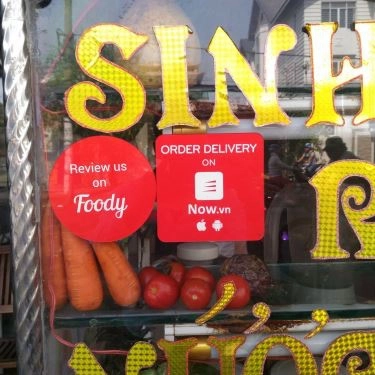 SINH
Review us
on
Foody
ORDER DELIVERY
ON
Now.vn
R